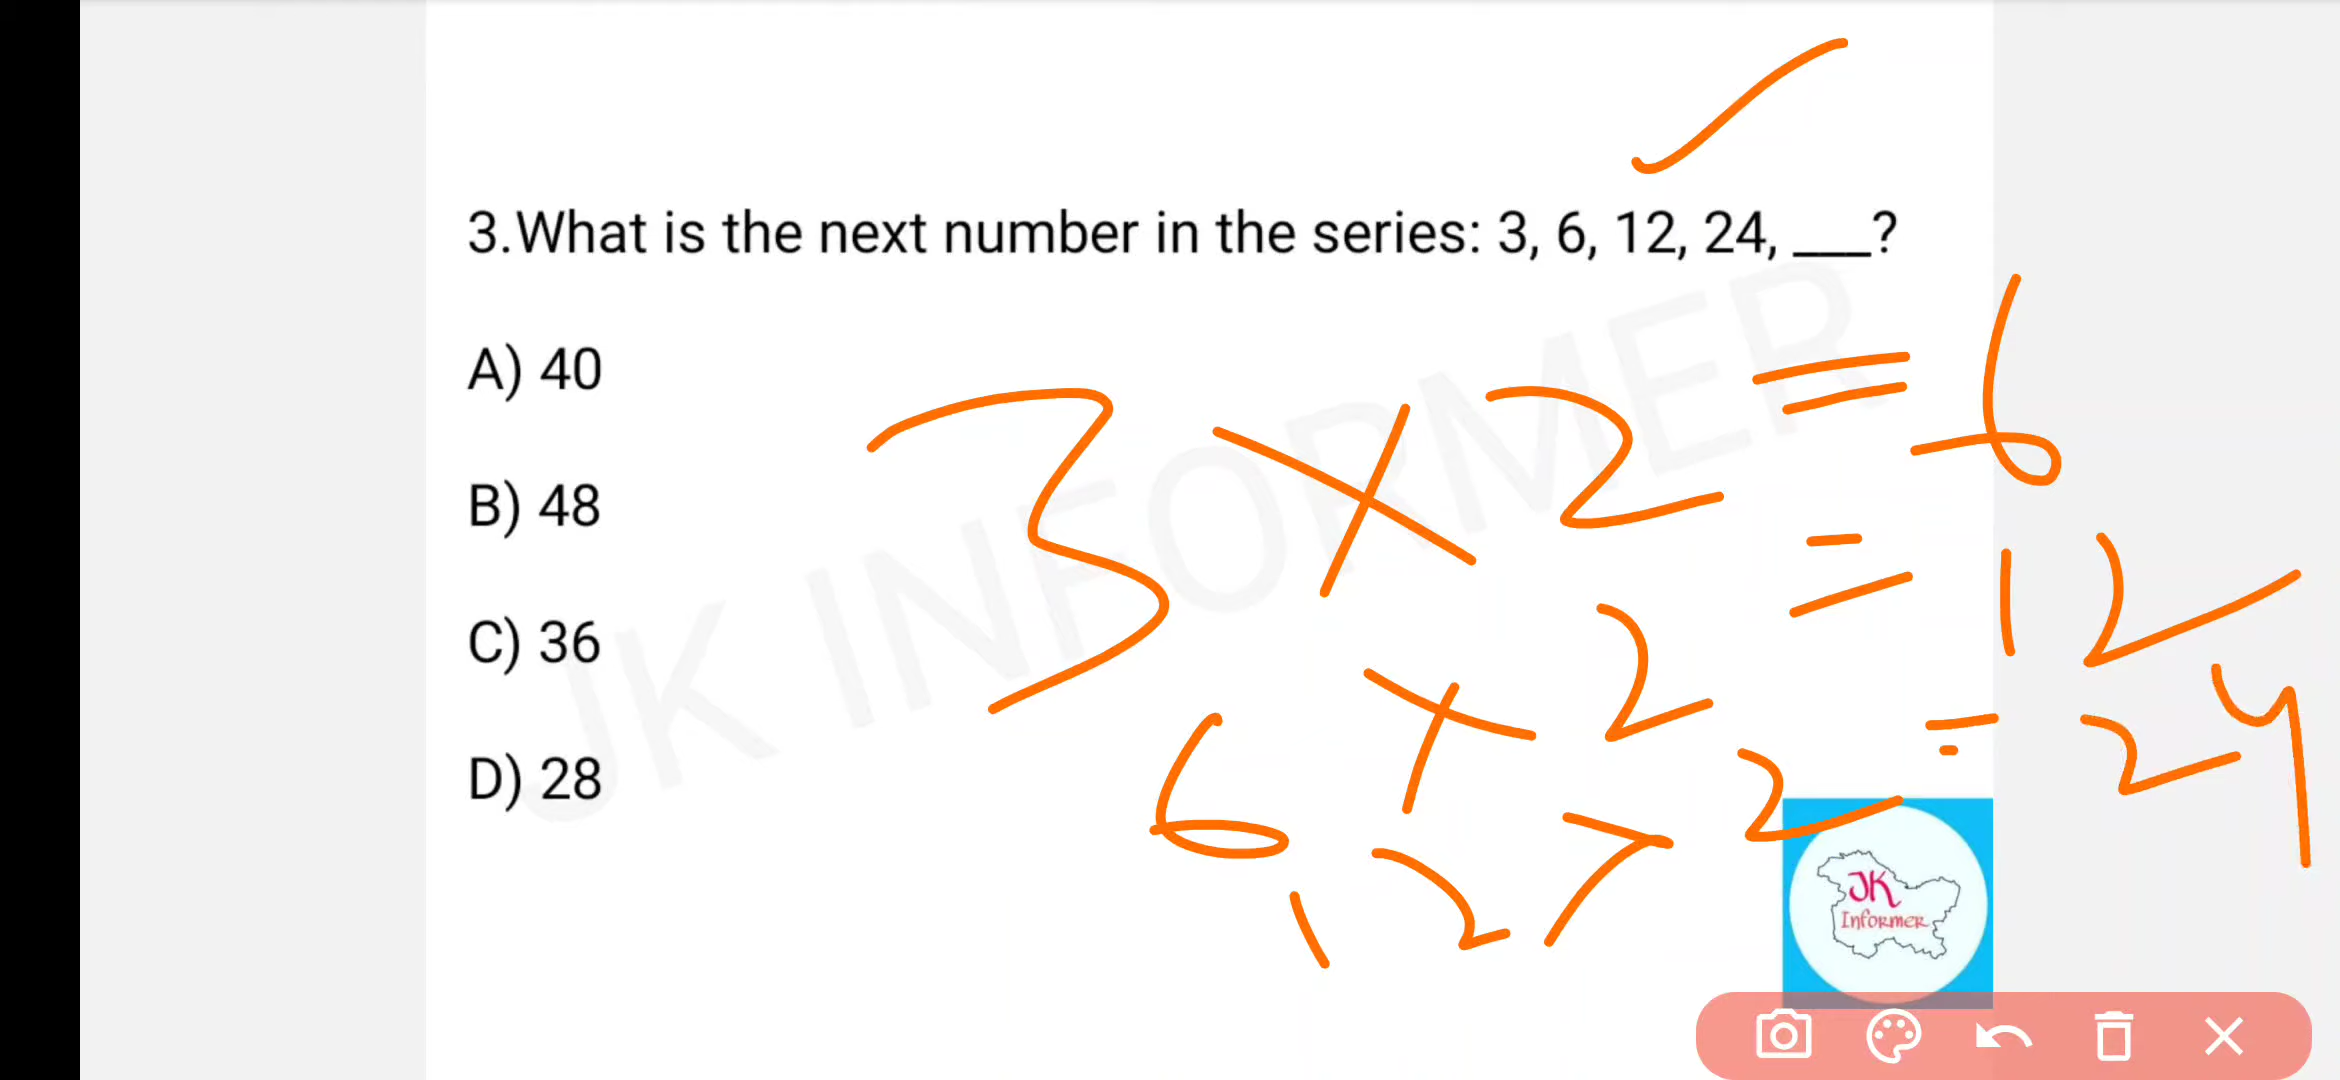 3.What is the next number in the series: 3, 6, 12, 24, ___?
A) 40
B) 48
C) 36
D) 28
3 × 2 = 6
6 × 2 = 12
12 × 2 = 24
JK INFORMER
JK
Informer